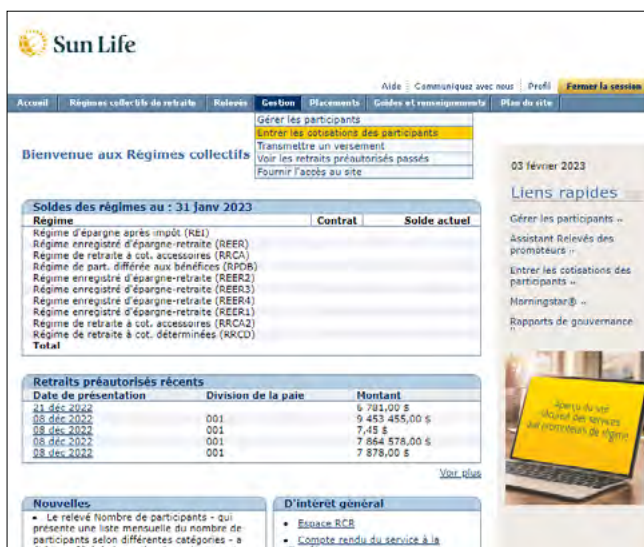 Sun Life
Aide Communiquez avec nous Profil Fermer la session
Accueil Régimes collectifs de retraite Relevés Gestion Placements Guides et renseignements Plan du site
Gérer les participants
Entrer les cotisations des participants
Transmettre un versement
Voir les retraits préautorisés passés
Fournir l'accès au site
Bienvenue aux Régimes collectifs
Soldes des régimes au : 31 janv 2023
Régime Contrat Solde actuel
Régime d'épargne après impôt (REI)
Régime enregistré d'épargne-retraite (REER)
Régime de retraite à cot. accessoires (RRCA)
Régime de part. différée aux bénéfices (RPDB)
Régime enregistré d'épargne-retraite (REER2)
Régime enregistré d'épargne-retraite (REER3)
Régime enregistré d'épargne-retraite (REER4)
Régime enregistré d'épargne-retraite (REER1)
Régime de retraite à cot. accessoires (RRCA2)
Régime de retraite à cot. déterminées (RRCD)
Total
Retraits préautorisés récents
Date de présentation Division de la paie Montant
21 déc 2022 6 781,00 $
08 déc 2022 001 9 453 455,00 $
08 déc 2022 001 7,45 $
08 déc 2022 001 7 864 578,00 $
08 déc 2022 001 7 878,00 $
Voir plus
Nouvelles
• Le relevé Nombre de participants - qui
présente une liste mensuelle du nombre de
participants selon différentes catégories - a
D'intérêt général
• Espace RCR
• Compte rendu du service à la
03 février 2023
Liens rapides
Gérer les participants »
Assistant Relevés des
promoteurs »
Entrer les cotisations des
participants »
Morningstar® »
Rapports de gouvernance
»
Aperçu du site
sécurisé des services
aux promoteurs de régime